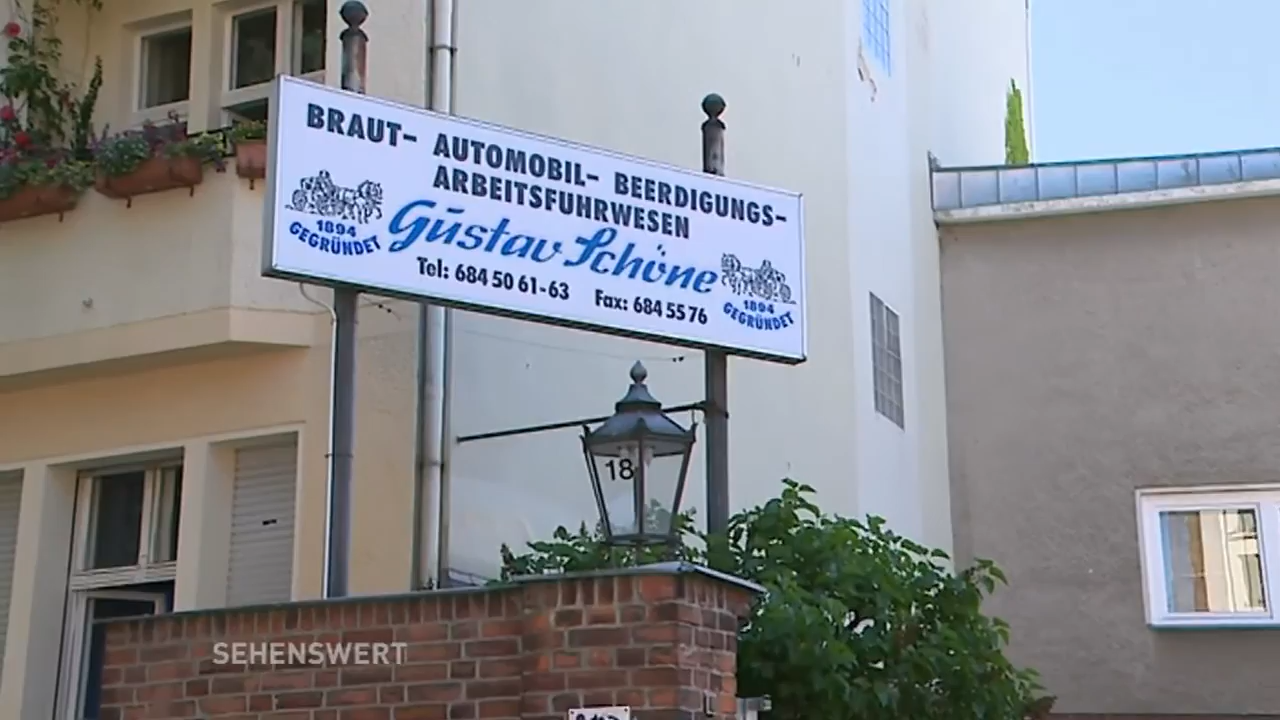 BRAUT- AUTOMOBIL- BEERDIGUNGS-
ARBEITSFUHRWESEN
Gustav Schöne
1894
GEGRÜNDET
Tel: 684 50 61-63 Fax: 684 55 76
1894
GEGRÜNDET
18
SEHENSWERT